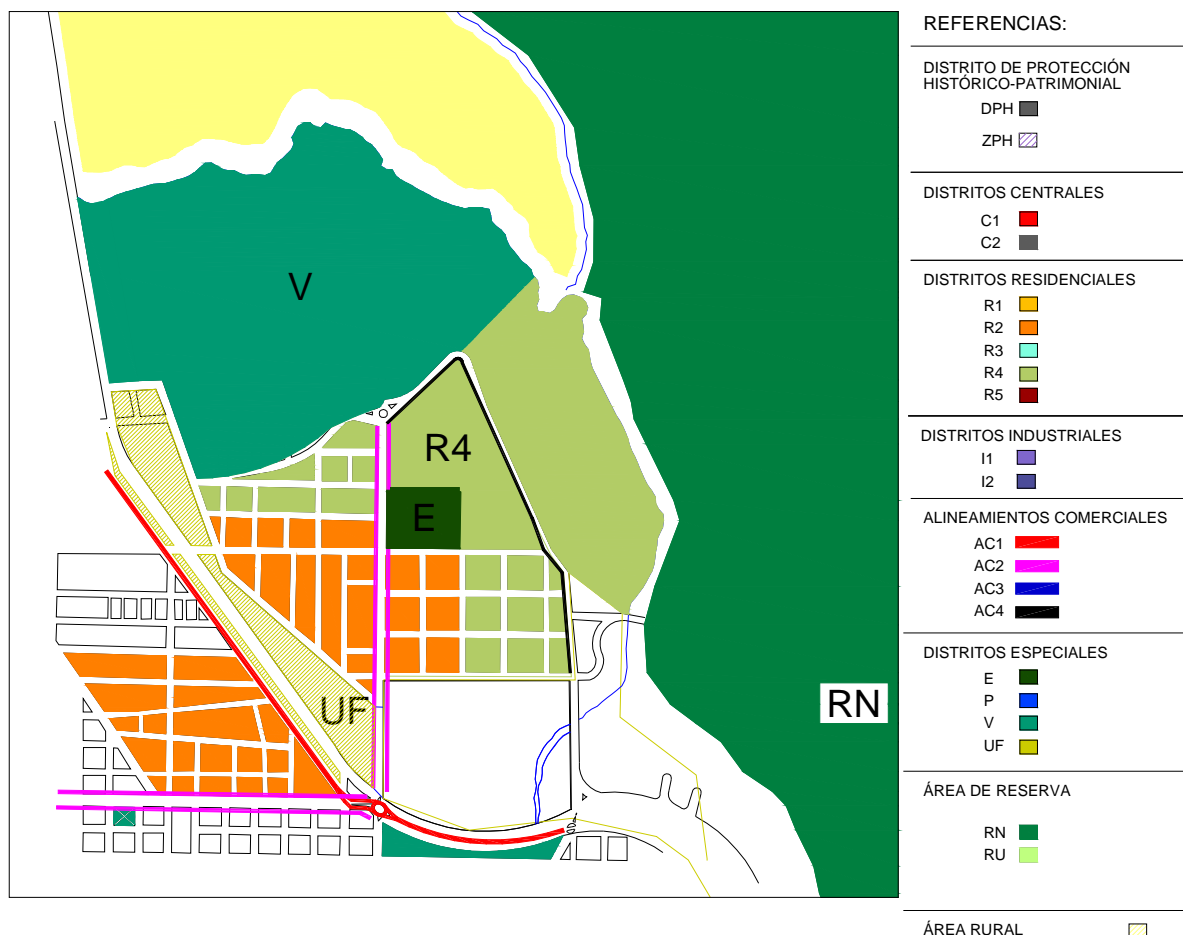 V
R4
E
UF
RN
REFERENCIAS:
DISTRITO DE PROTECCIÓN
HISTÓRICO-PATRIMONIAL
DPH
ZPH
DISTRITOS CENTRALES
C1
C2
DISTRITOS RESIDENCIALES
R1
R2
R3
R4
R5
DISTRITOS INDUSTRIALES
I1
I2
ALINEAMIENTOS COMERCIALES
AC1
AC2
AC3
AC4
DISTRITOS ESPECIALES
E
P
V
UF
ÁREA DE RESERVA
RN
RU
ÁREA RURAL